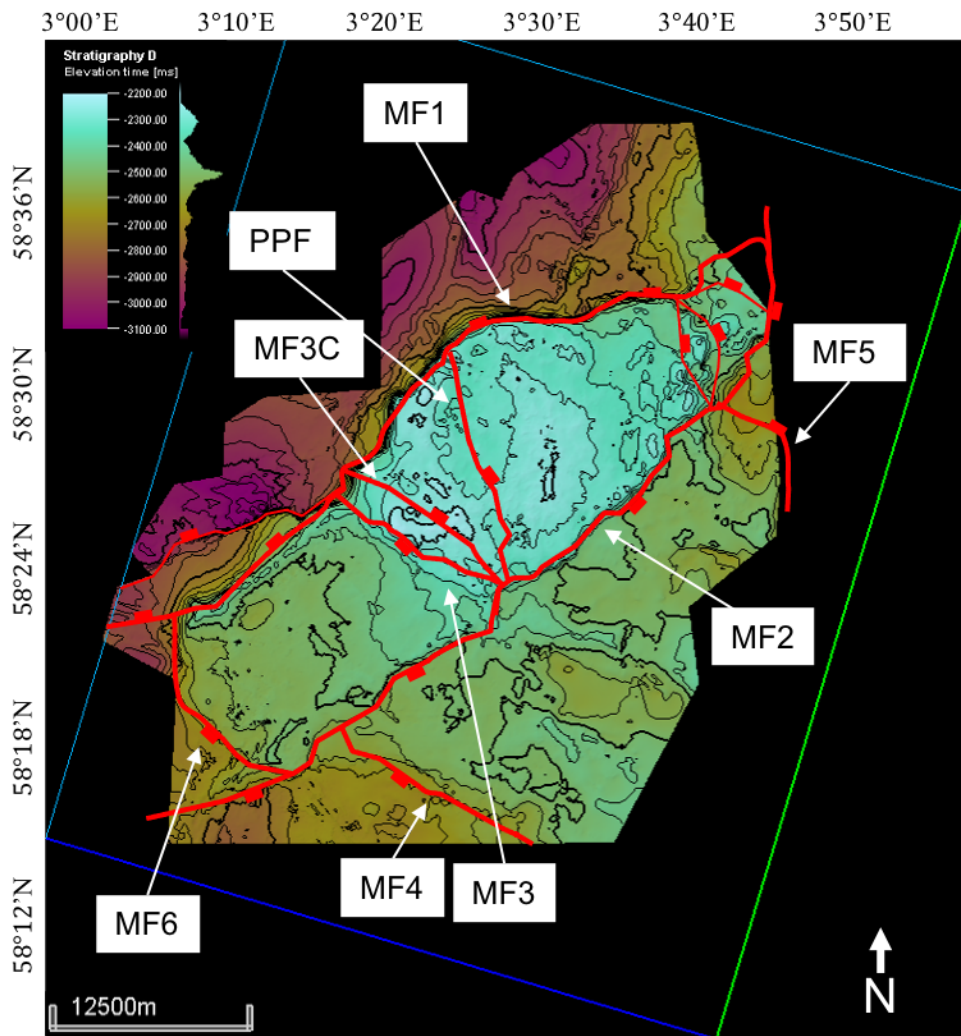 3°00'E 3°10'E 3°20'E 3°30'E 3°40'E 3°50'E
Stratigraphy D
Elevation time [ms]
-2200.00
-2300.00
-2400.00
-2500.00
-2600.00
-2700.00
-2800.00
-2900.00
-3000.00
-3100.00
MF1
58°36'N
PPF
MF3C
MF5
58°30'N
58°24'N
MF2
58°18'N
MF4
MF3
MF6
58°12'N
12500m
N